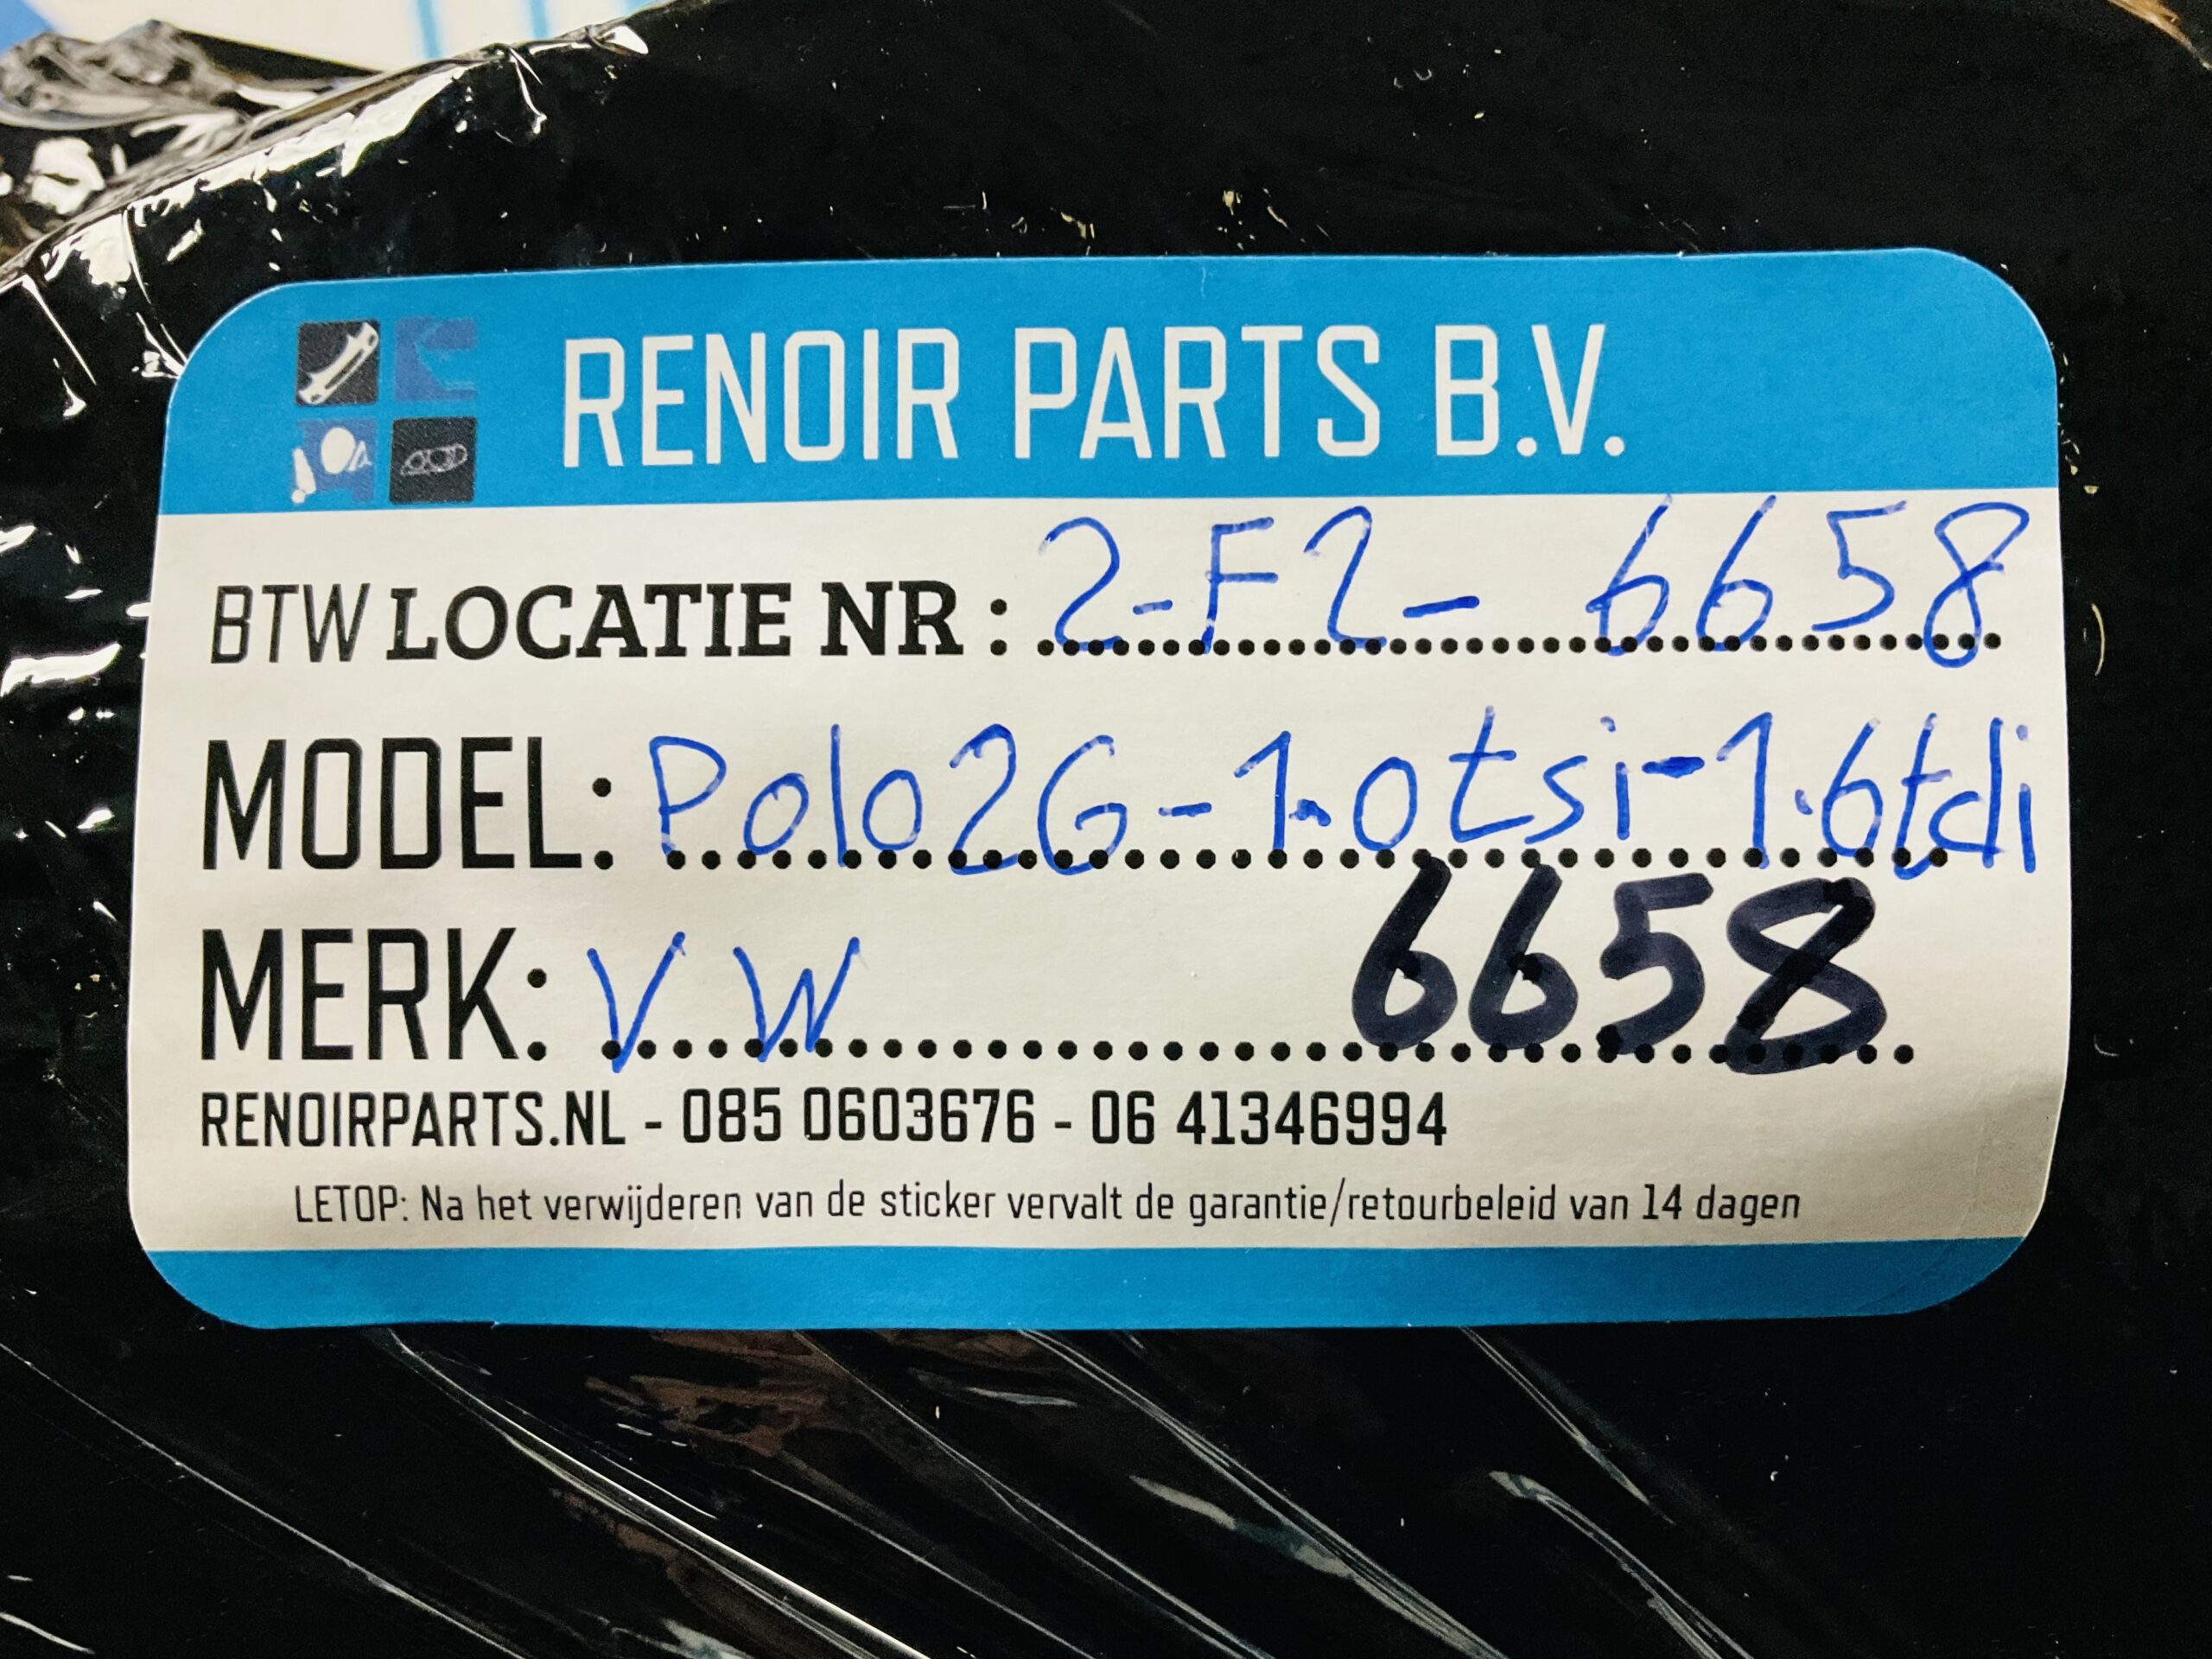 RENOIR PARTS B.V.
BTW LOCATIE NR : 2-F2- 6658
MODEL: Polo2G-1.0tsi-1.6tdi
MERK: VW 6658
RENOIRPARTS.NL - 085 0603676 - 06 41346994
LETOP: Na het verwijderen van de sticker vervalt de garantie/retourbeleid van 14 dagen